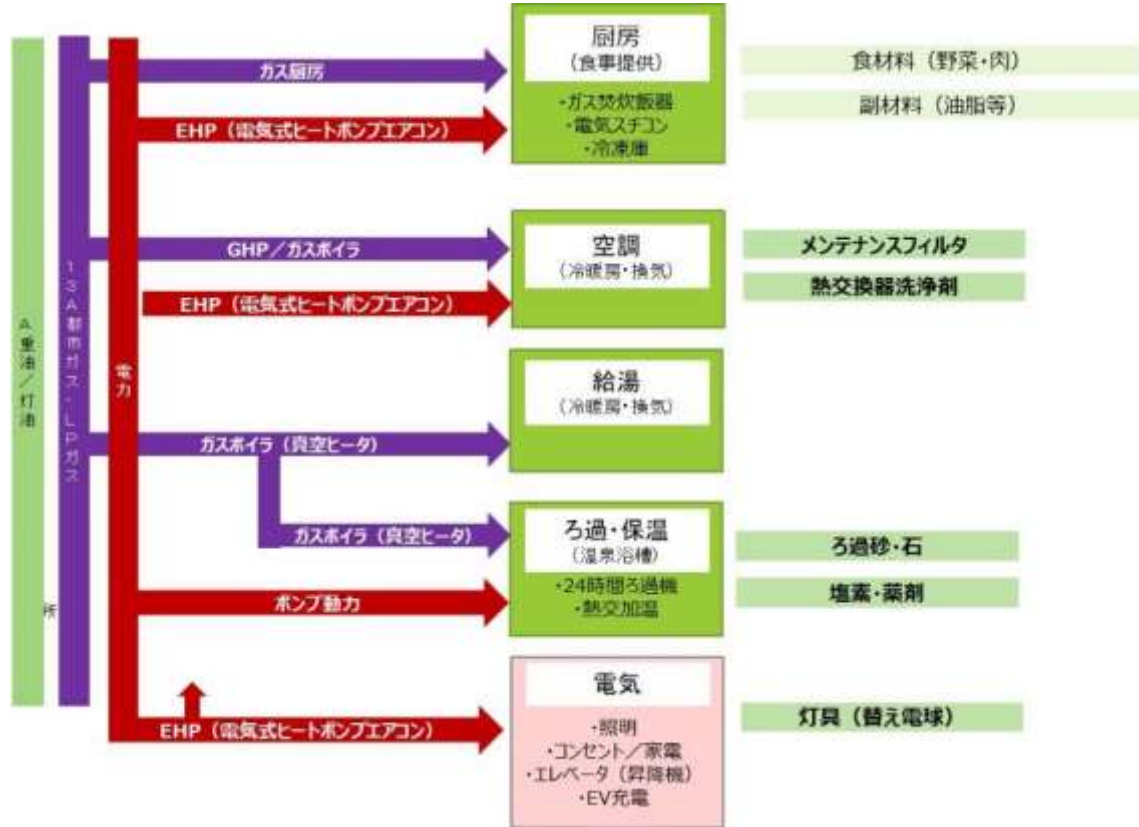 A重油／灯油
13A都市ガス・LPガス
電力
所
ガス厨房
EHP（電気式ヒートポンプエアコン）
厨房
（食事提供）
・ガス焚炊飯器
・電気スチコン
・冷凍庫
食材料（野菜・肉）
副材料（油脂等）
GHP／ガスボイラ
EHP（電気式ヒートポンプエアコン）
空調
（冷暖房・換気）
メンテナンスフィルタ
熱交換器洗浄剤
ガスボイラ（真空ヒータ）
給湯
（冷暖房・換気）
ガスボイラ（真空ヒータ）
ポンプ動力
ろ過・保温
（温泉浴槽）
・24時間ろ過機
・熱交加温
ろ過砂・石
塩素・薬剤
EHP（電気式ヒートポンプエアコン）
電気
・照明
・コンセント／家電
・エレベータ（昇降機）
・EV充電
灯具（替え電球）